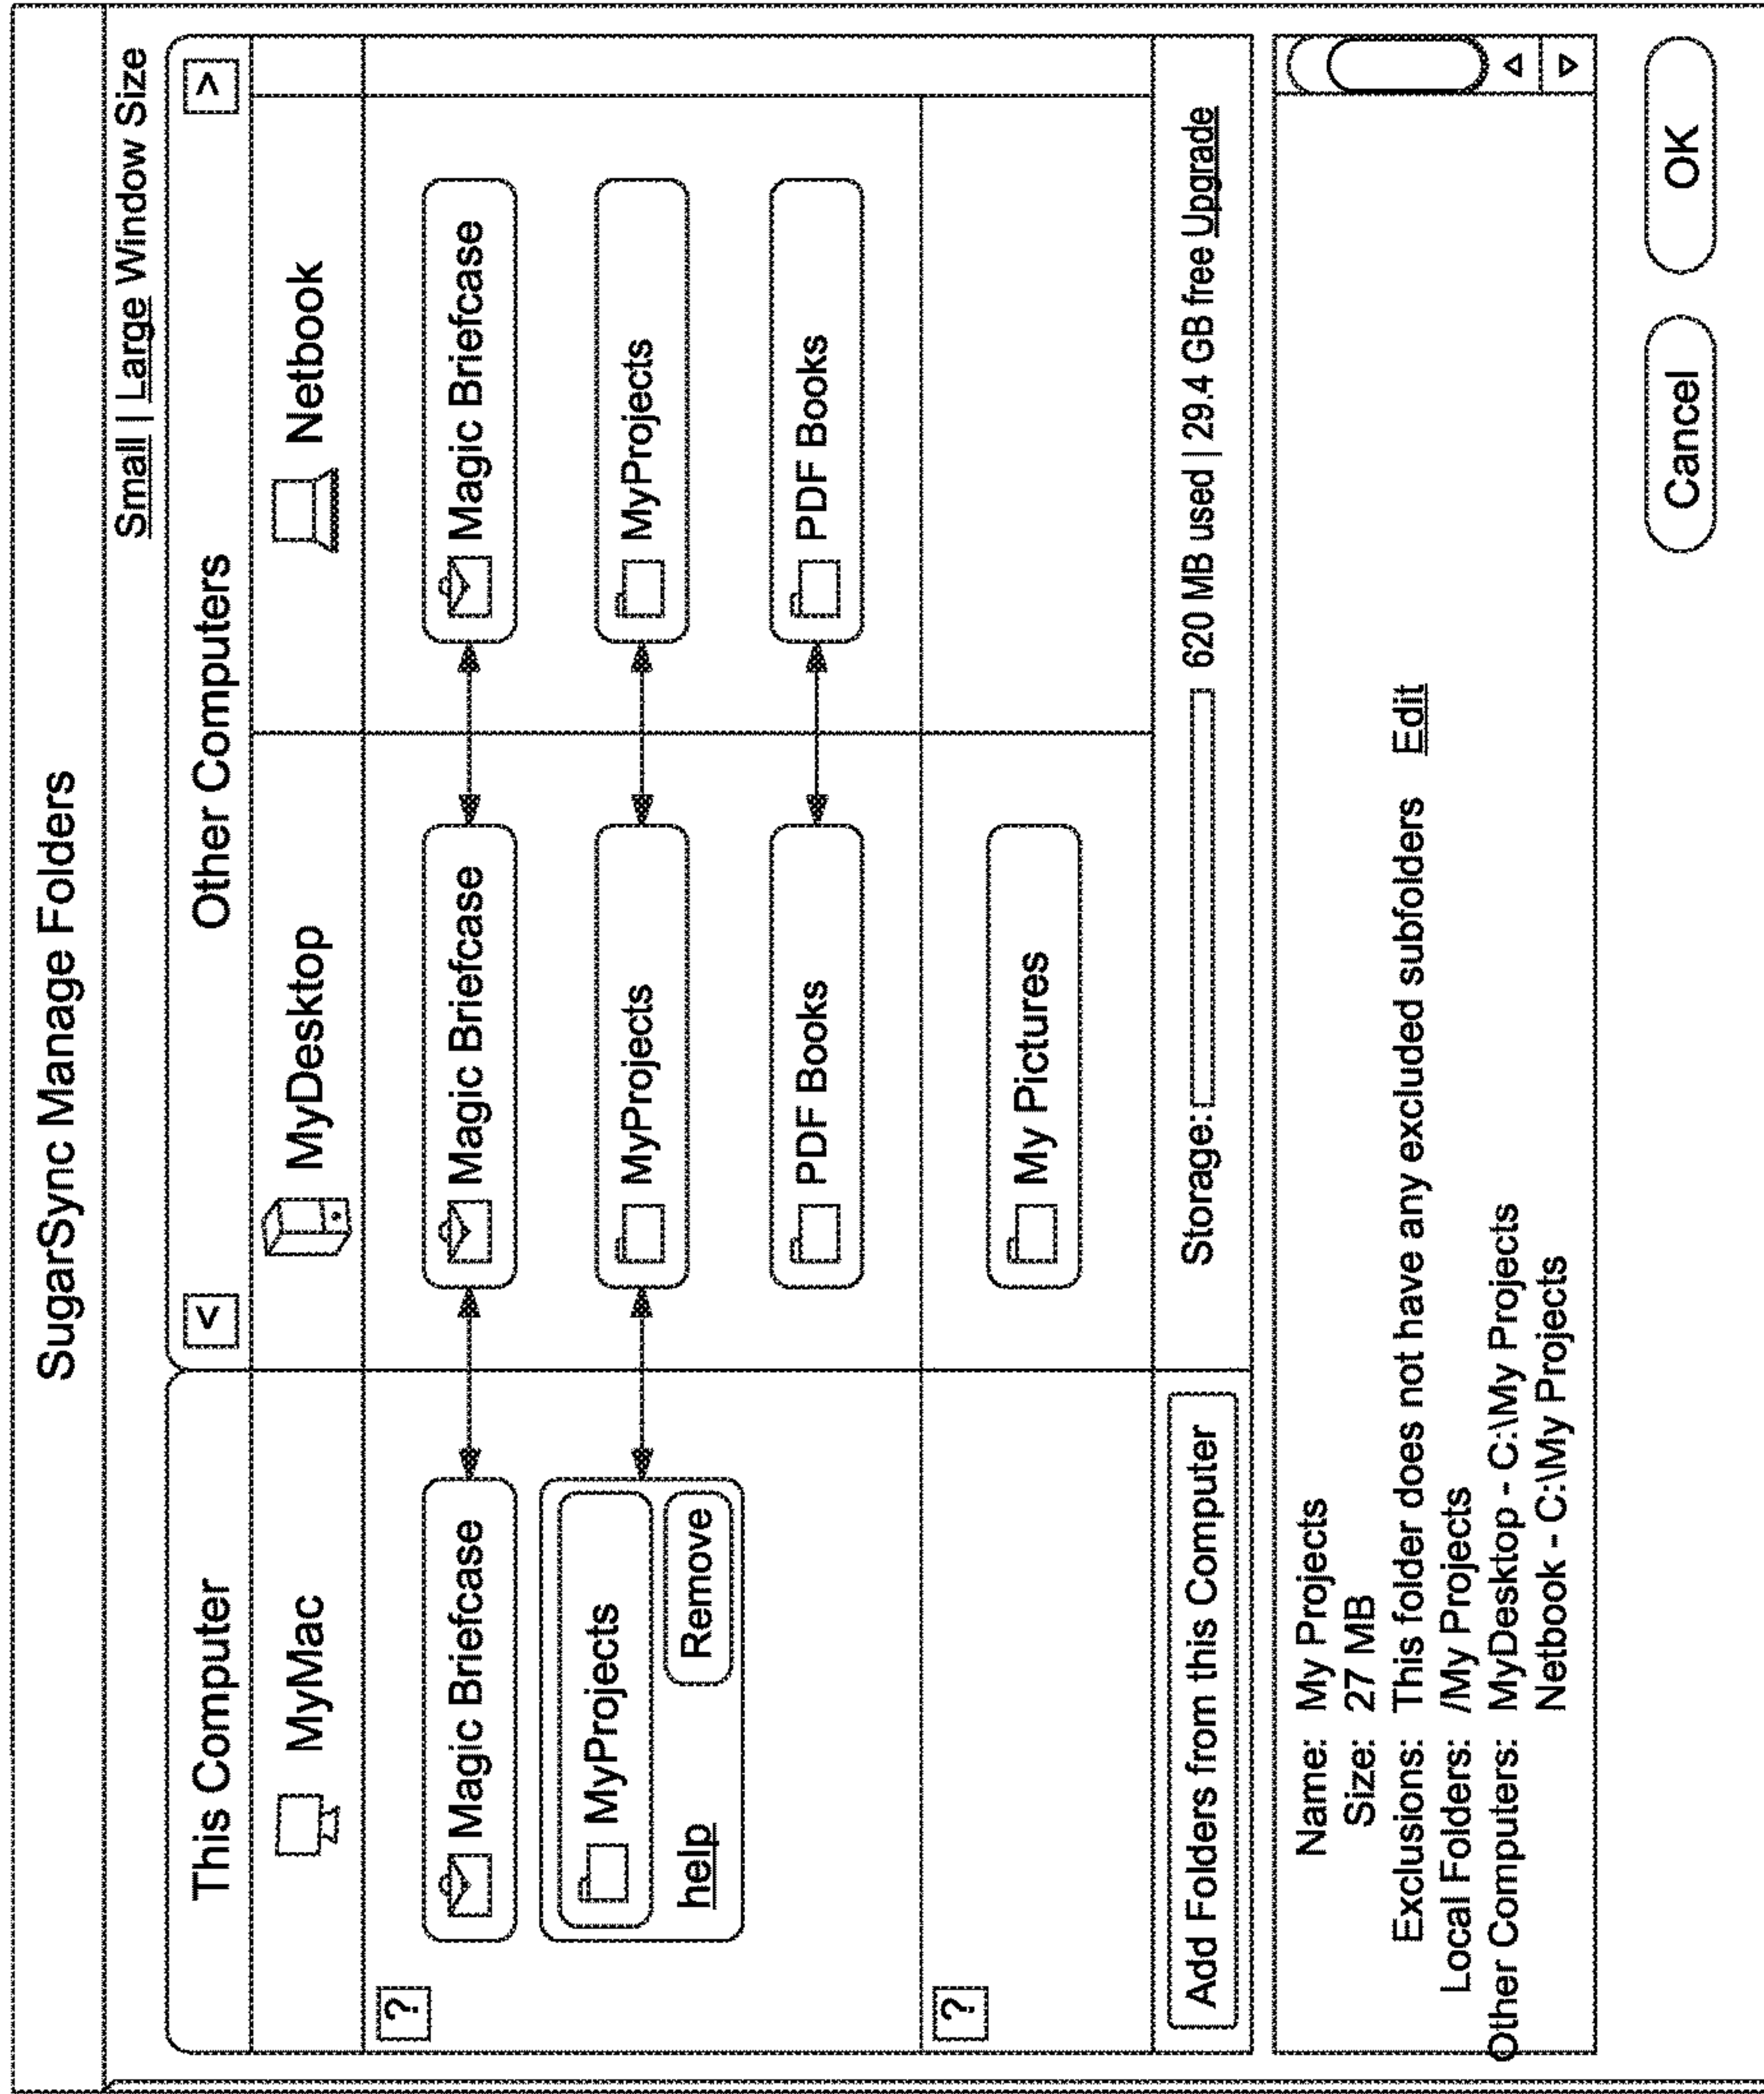 SugarSync Manage Folders
Small | Large Window Size
This Computer
< Other Computers >
MyMac MyDesktop Netbook
?
Magic Briefcase Magic Briefcase Magic Briefcase
MyProjects MyProjects MyProjects
help Remove
PDF Books PDF Books
?
My Pictures
Add Folders from this Computer Storage: 620 MB used | 29.4 GB free Upgrade
Name: My Projects
Size: 27 MB
Exclusions: This folder does not have any excluded subfolders Edit
Local Folders: /My Projects
Other Computers: MyDesktop - C:\My Projects
Netbook - C:\My Projects
Cancel OK